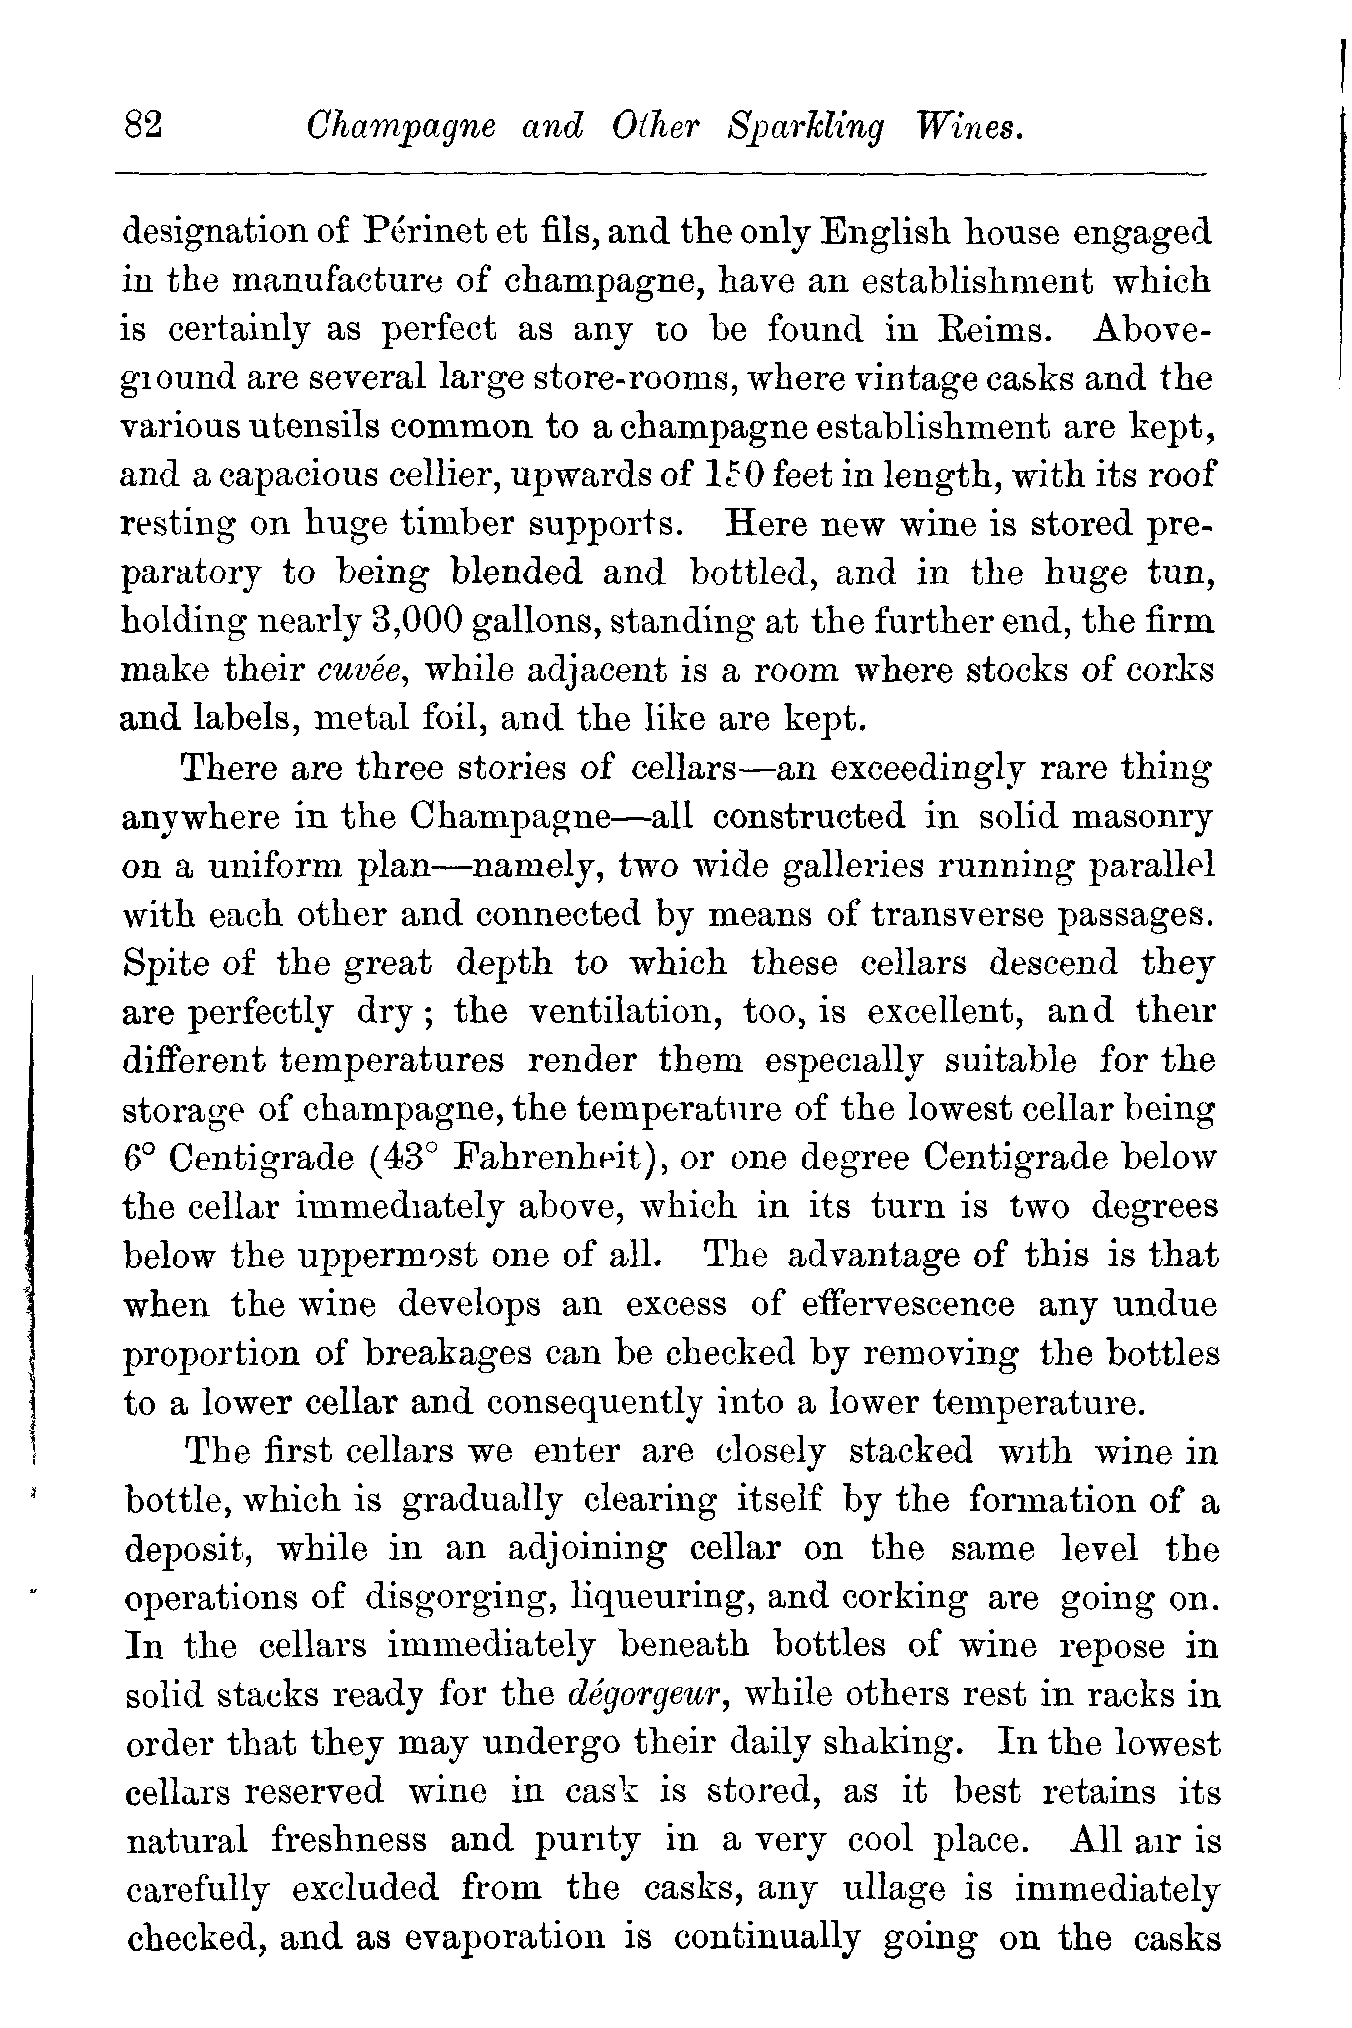 82 Champagne and Other Sparkling Wines.
designation of Périnet et fils, and the only English house engaged
in the manufacture of champagne, have an establishment which
is certainly as perfect as any to be found in Reims. Above-
ground are several large store-rooms, where vintage casks and the
various utensils common to a champagne establishment are kept,
and a capacious cellier, upwards of 150 feet in length, with its roof
resting on huge timber supports. Here new wine is stored pre-
paratory to being blended and bottled, and in the huge tun,
holding nearly 3,000 gallons, standing at the further end, the firm
make their cuvée, while adjacent is a room where stocks of corks
and labels, metal foil, and the like are kept.
There are three stories of cellars—an exceedingly rare thing
anywhere in the Champagne—all constructed in solid masonry
on a uniform plan—namely, two wide galleries running parallel
with each other and connected by means of transverse passages.
Spite of the great depth to which these cellars descend they
are perfectly dry; the ventilation, too, is excellent, and their
different temperatures render them especially suitable for the
storage of champagne, the temperature of the lowest cellar being
6° Centigrade (43° Fahrenheit), or one degree Centigrade below
the cellar immediately above, which in its turn is two degrees
below the uppermost one of all. The advantage of this is that
when the wine develops an excess of effervescence any undue
proportion of breakages can be checked by removing the bottles
to a lower cellar and consequently into a lower temperature.
The first cellars we enter are closely stacked with wine in
bottle, which is gradually clearing itself by the formation of a
deposit, while in an adjoining cellar on the same level the
operations of disgorging, liqueuring, and corking are going on.
In the cellars immediately beneath bottles of wine repose in
solid stacks ready for the dégorgeur, while others rest in racks in
order that they may undergo their daily shaking. In the lowest
cellars reserved wine in cask is stored, as it best retains its
natural freshness and purity in a very cool place. All air is
carefully excluded from the casks, any ullage is immediately
checked, and as evaporation is continually going on the casks